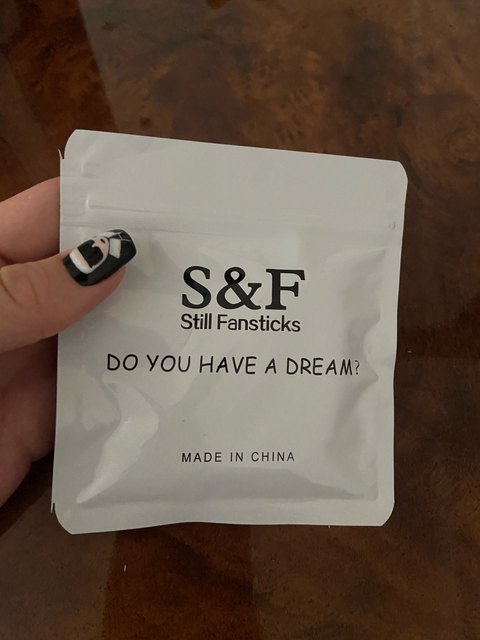 S&F
Still Fansticks
DO YOU HAVE A DREAM?
MADE IN CHINA